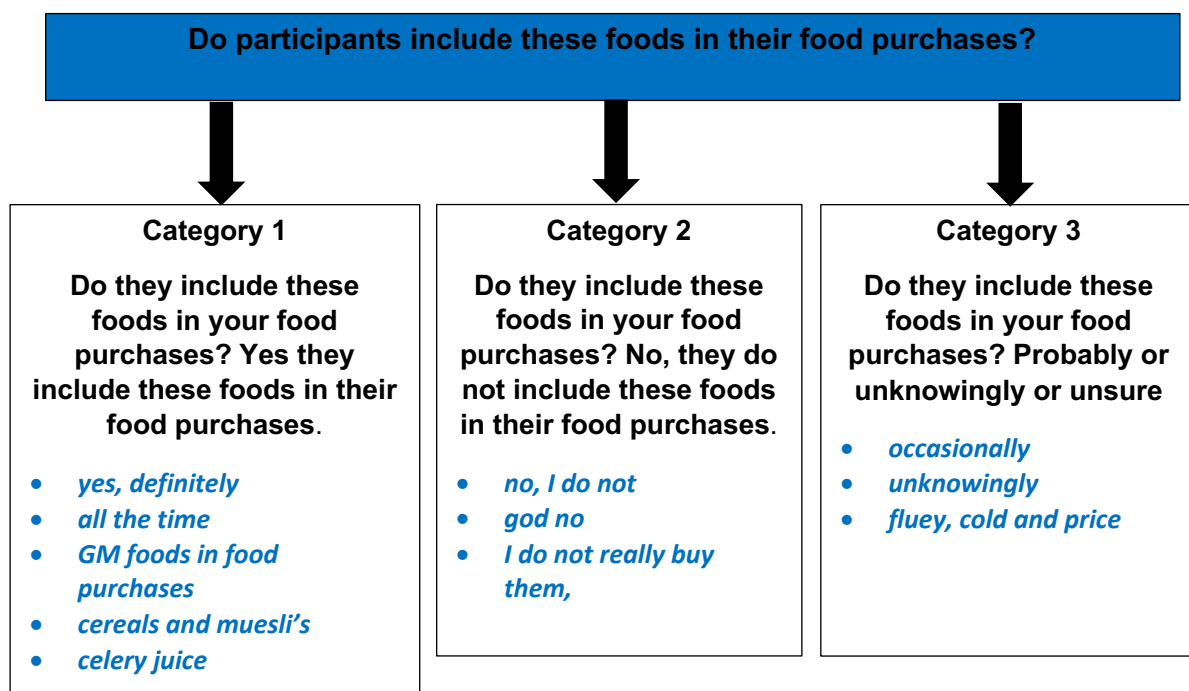 Do participants include these foods in their food purchases?
Category 1
Do they include these
foods in your food
purchases? Yes they
include these foods in their
food purchases.
• yes, definitely
• all the time
• GM foods in food
purchases
• cereals and muesli’s
• celery juice
Category 2
Do they include these
foods in your food
purchases? No, they do
not include these foods
in their food purchases.
• no, I do not
• god no
• I do not really buy
them,
Category 3
Do they include these
foods in your food
purchases? Probably or
unknowingly or unsure
• occasionally
• unknowingly
• fluey, cold and price